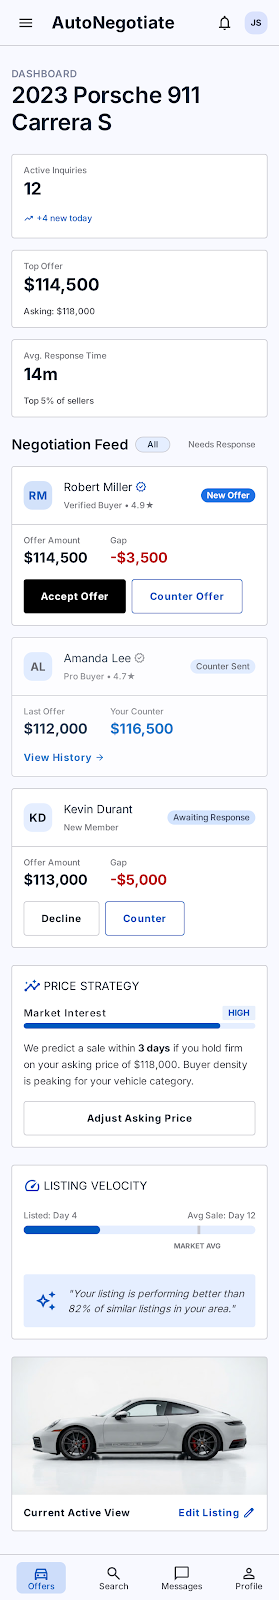 AutoNegotiate
JS
DASHBOARD
2023 Porsche 911
Carrera S
Active Inquiries
12
+4 new today
Top Offer
$114,500
Asking: $118,000
Avg. Response Time
14m
Top 5% of sellers
Negotiation Feed
All
Needs Response
RM
Robert Miller
Verified Buyer • 4.9★
New Offer
Offer Amount
Gap
$114,500
-$3,500
Accept Offer
Counter Offer
AL
Amanda Lee
Pro Buyer • 4.7★
Counter Sent
Last Offer
Your Counter
$112,000
$116,500
View History →
KD
Kevin Durant
New Member
Awaiting Response
Offer Amount
Gap
$113,000
-$5,000
Decline
Counter
PRICE STRATEGY
Market Interest
HIGH
We predict a sale within 3 days if you hold firm
on your asking price of $118,000. Buyer density
is peaking for your vehicle category.
Adjust Asking Price
LISTING VELOCITY
Listed: Day 4
Avg Sale: Day 12
MARKET AVG
"Your listing is performing better than
82% of similar listings in your area."
Current Active View
Edit Listing
Offers
Search
Messages
Profile